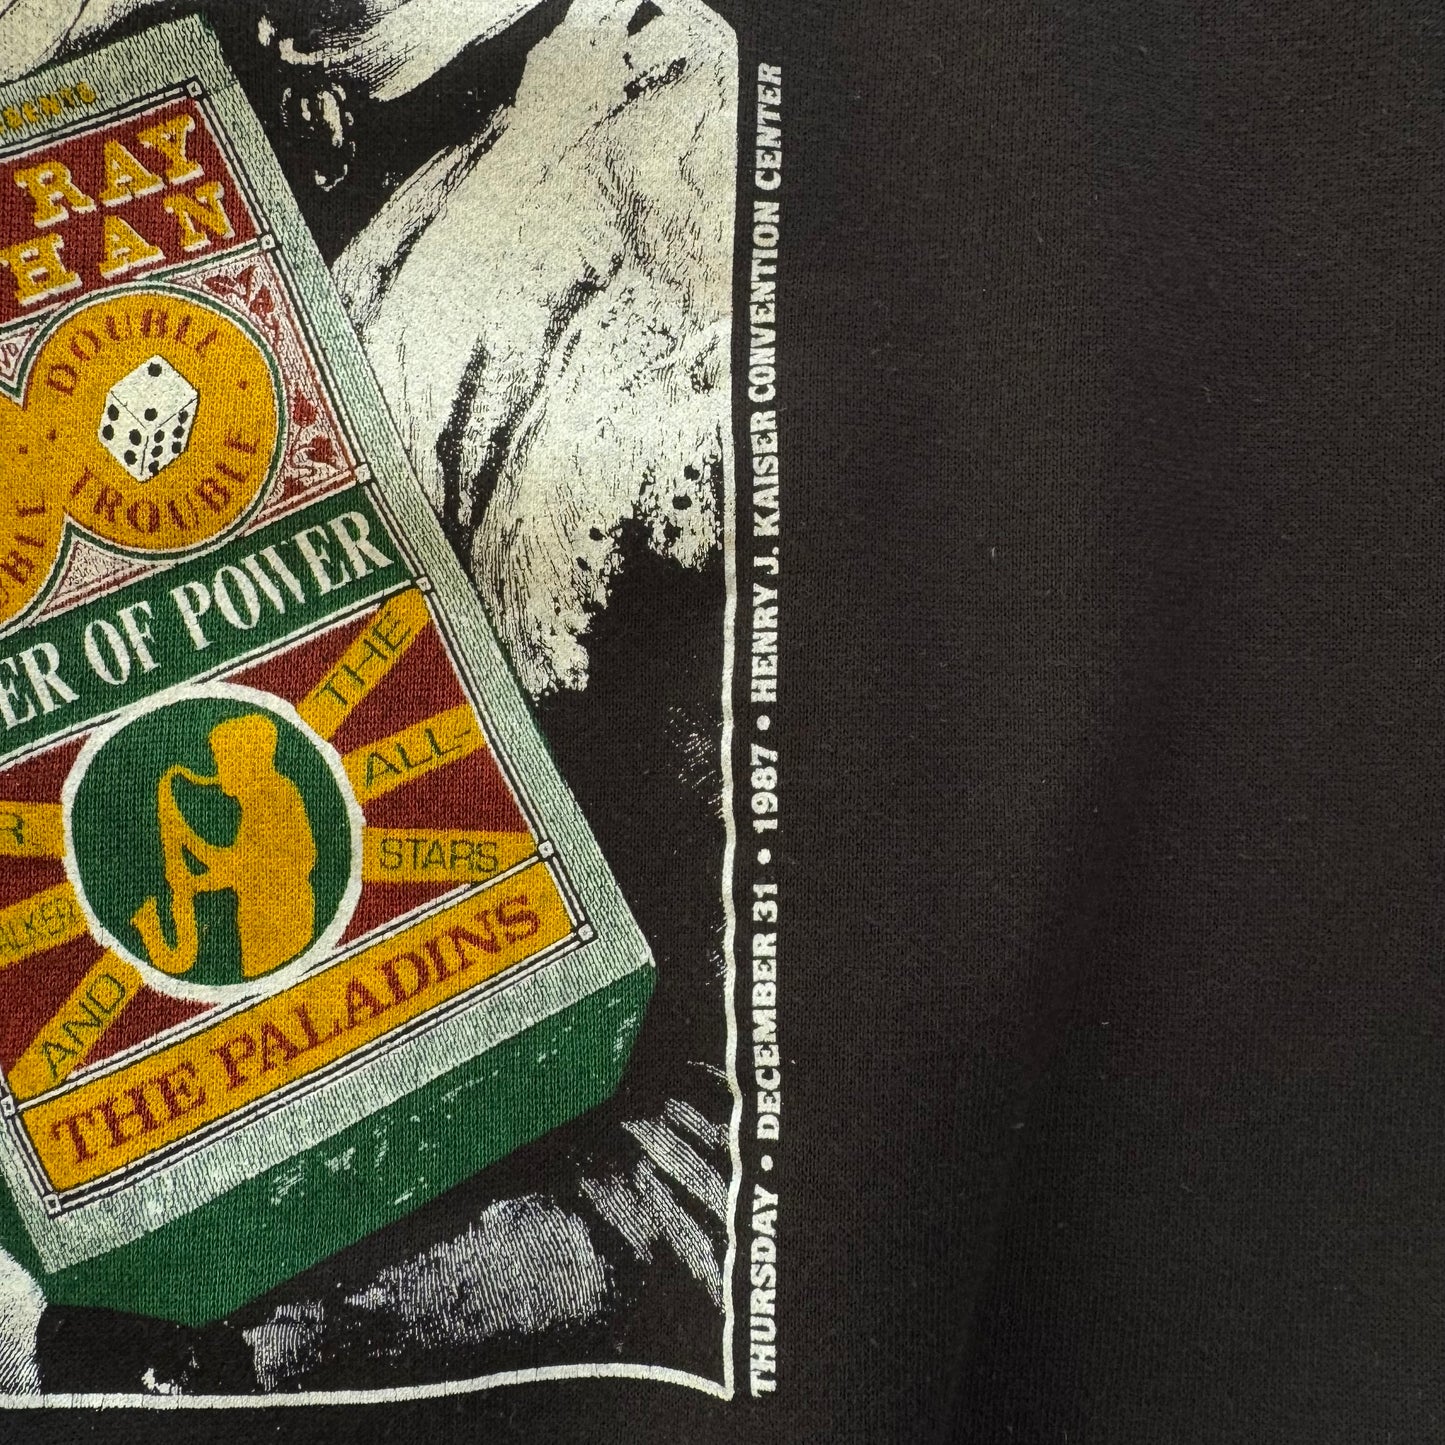 RAY
HAN
DOUBLE
TROUBLE
ER OF POWER
THE
ALL-
STARS
R
ALKER
AND
THE PALADINS
THURSDAY • DECEMBER 31 • 1987 • HENRY J. KAISER CONVENTION CENTER